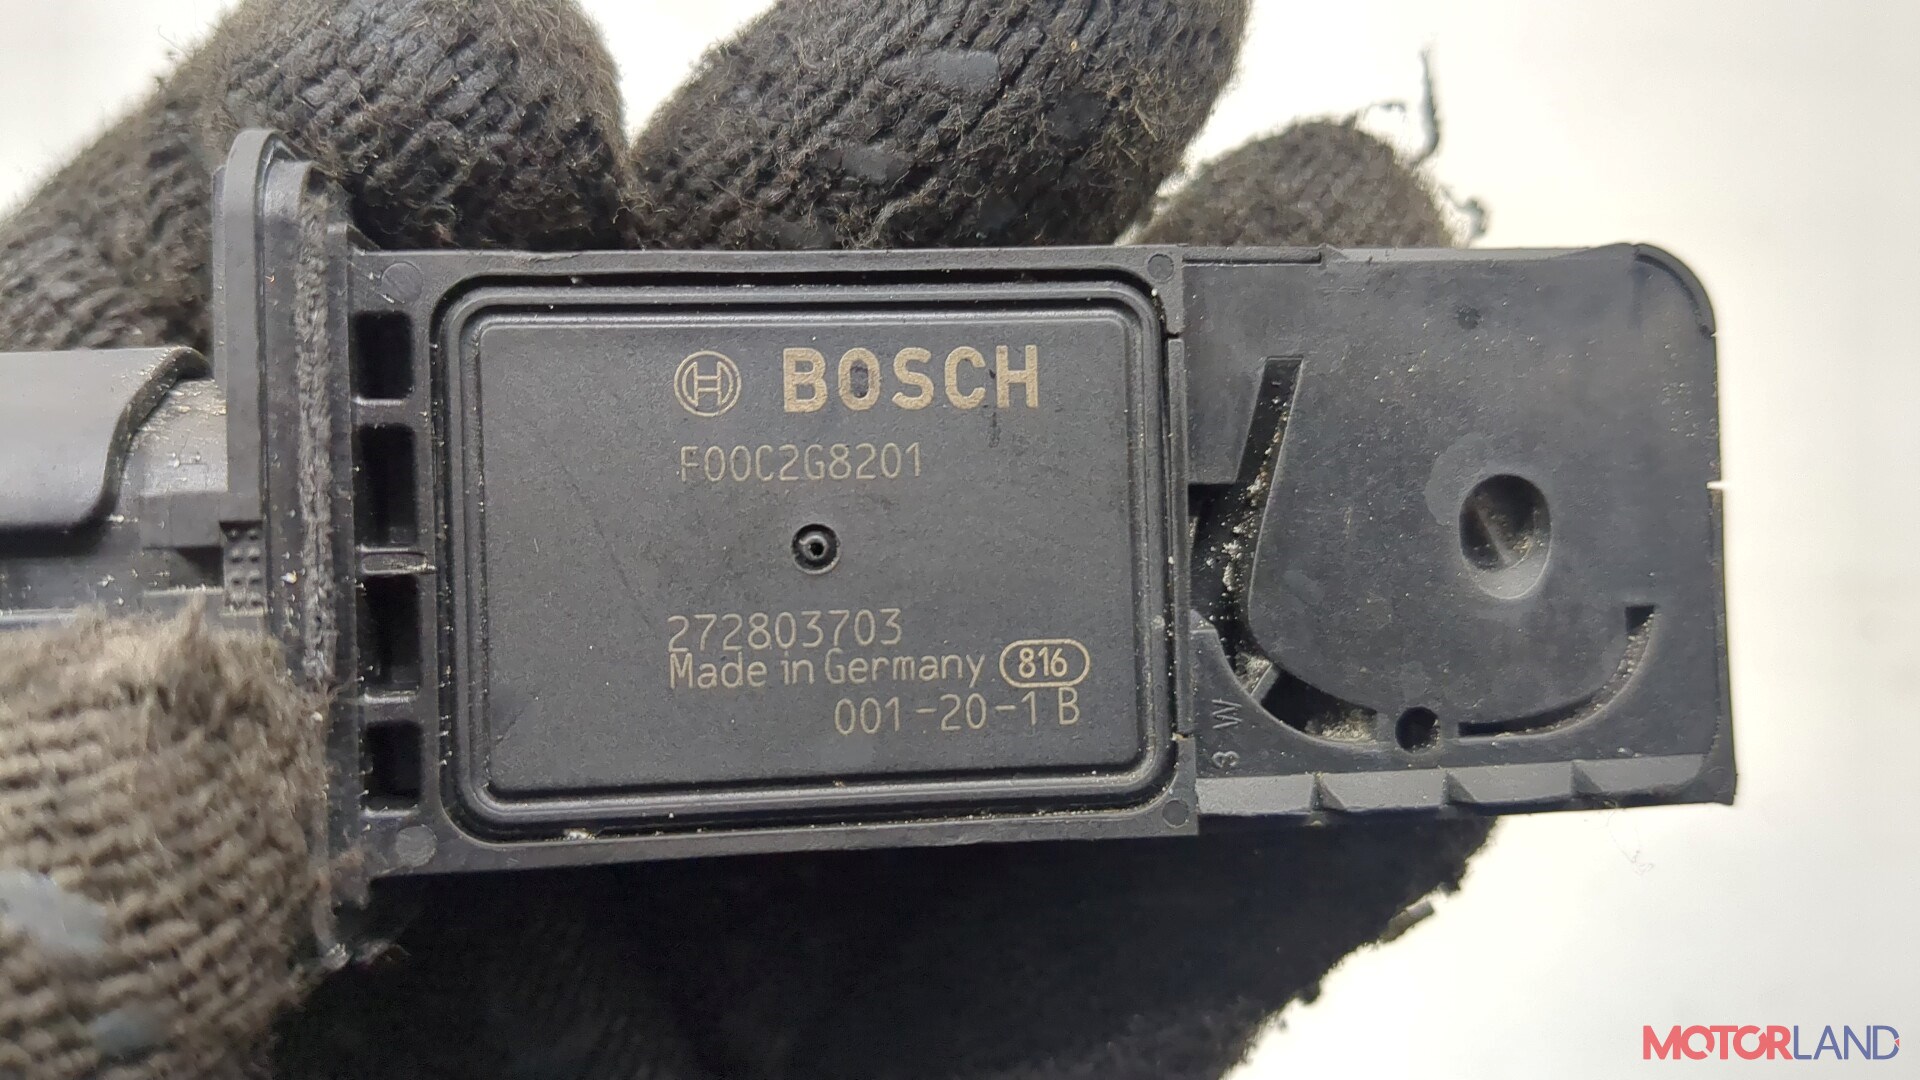 BOSCH
F00C2G8201
272803703
Made in Germany 816
001-20-1 B
3 W
MOTORLAND